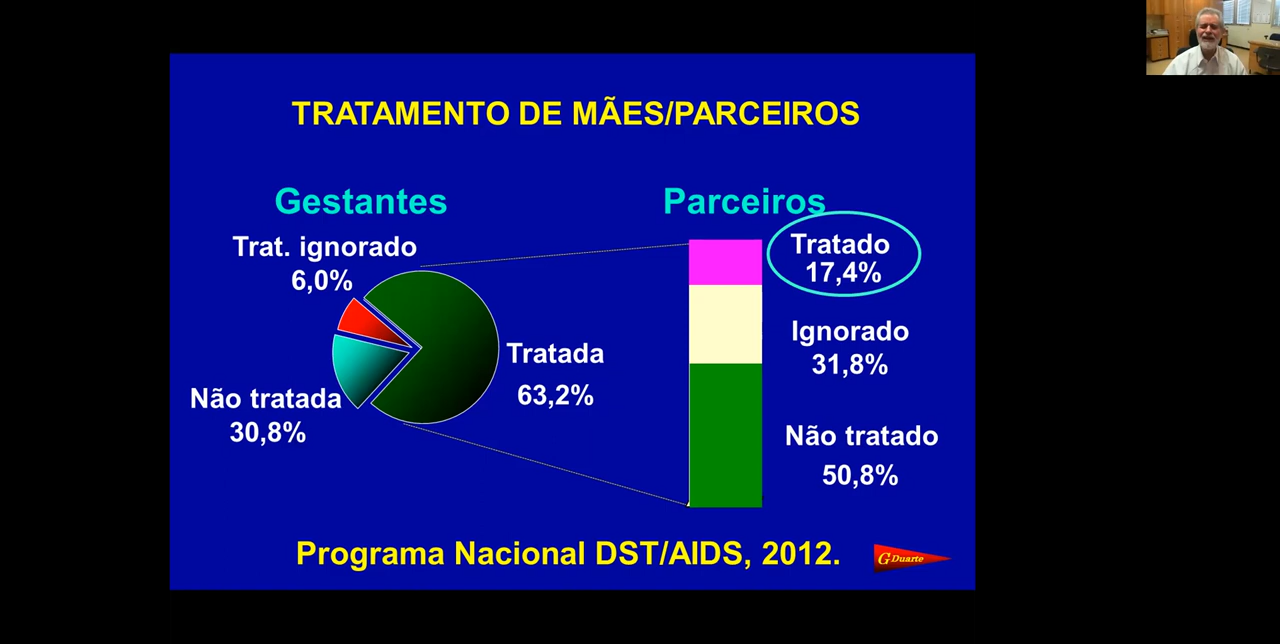 TRATAMENTO DE MÃES/PARCEIROS
Gestantes
Trat. ignorado
6,0%
Tratada
63,2%
Não tratada
30,8%
Parceiros
Tratado
17,4%
Ignorado
31,8%
Não tratado
50,8%
Programa Nacional DST/AIDS, 2012.
G Duarte